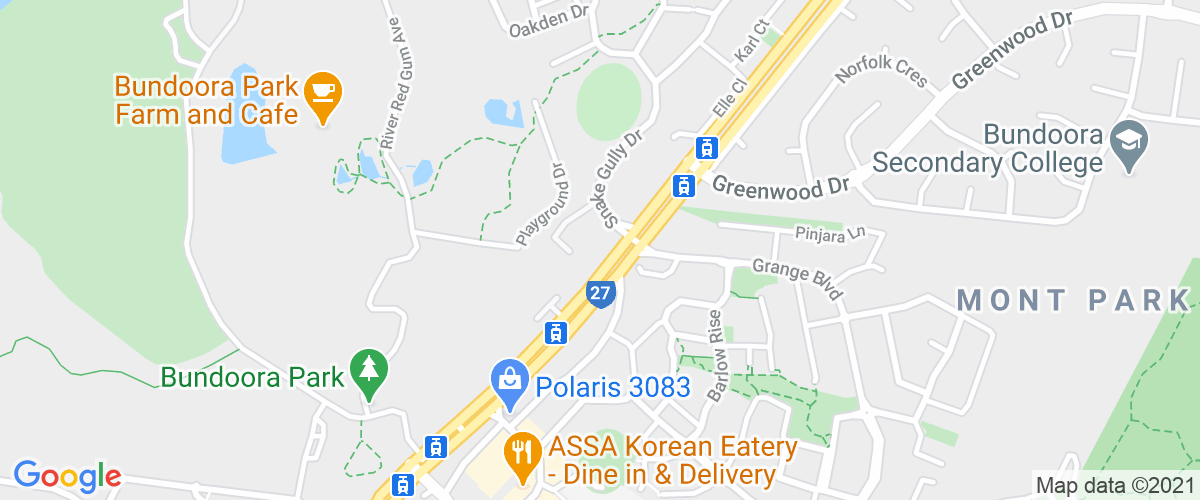 Oakden Dr
River Red Gum Ave
Bundoora Park
Farm and Cafe
Playground Dr
Snake Gully Dr
Karl Ct
Elle Cl
Greenwood Dr
Norfolk Cres
Bundoora
Secondary College
Greenwood Dr
Pinjara Ln
Grange Blvd
MONT PARK
27
Barlow Rise
Bundoora Park
Polaris 3083
ASSA Korean Eatery
- Dine in & Delivery
Google
Map data ©2021